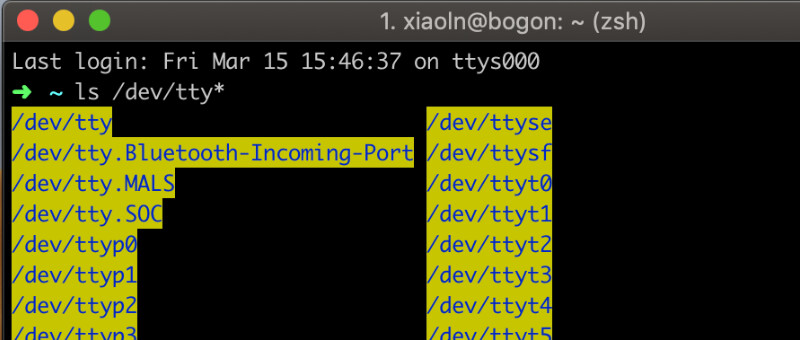 1. xiaoln@bogon: ~ (zsh)
Last login: Fri Mar 15 15:46:37 on ttys000
➜ ~ ls /dev/tty*
/dev/tty /dev/ttyse
/dev/tty.Bluetooth-Incoming-Port /dev/ttysf
/dev/tty.MALS /dev/ttyt0
/dev/tty.SOC /dev/ttyt1
/dev/ttyp0 /dev/ttyt2
/dev/ttyp1 /dev/ttyt3
/dev/ttyp2 /dev/ttyt4
/dev/ttyp3 /dev/ttyt5